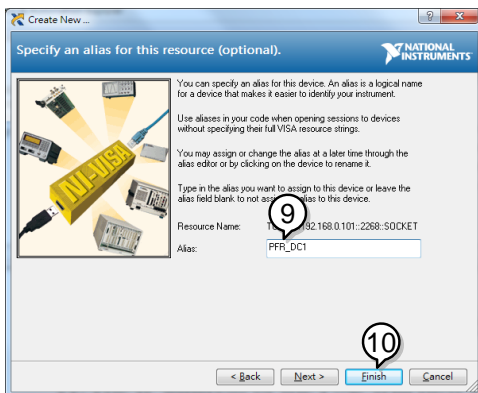 Create New ...
Specify an alias for this resource (optional).
NATIONAL
INSTRUMENTS
You can specify an alias for this device. An alias is a logical name
for a device that makes it easier to identify your instrument.
Use aliases in your code when opening sessions to devices
without specifying their full VISA resource strings.
You may assign or change the alias at a later time through the
alias editor or by clicking on the device to rename it.
Type in the alias you want to assign to this device or leave the
alias field blank to not alias to this device.
NI-VISA
9
Resource Name: 192.168.0.101::2268::SOCKET
Alias: PFR_DC1
10
< Back Next > Finish Cancel